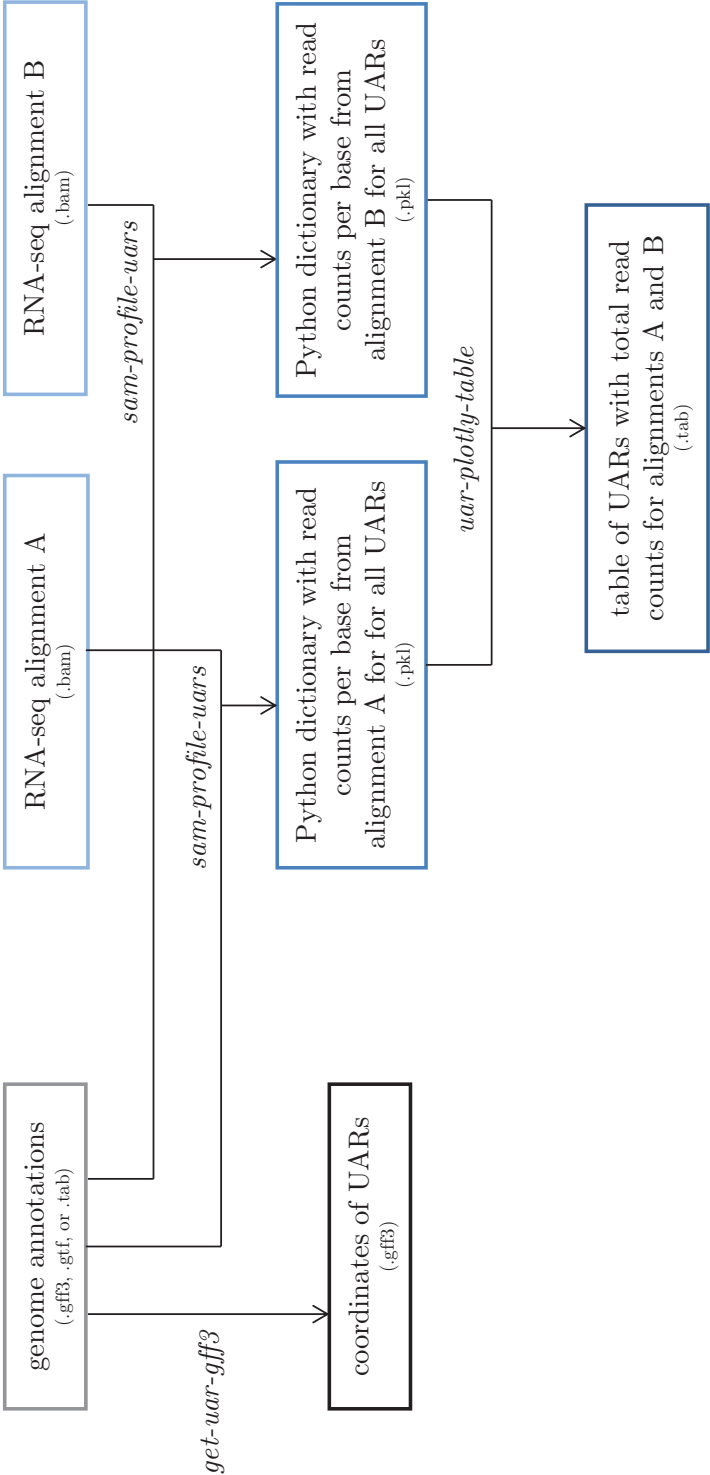 genome annotations
(.gff3, .gtf, or .tab)
RNA-seq alignment A
(.bam)
RNA-seq alignment B
(.bam)
get-uar-gff3
sam-profile-uars
sam-profile-uars
coordinates of UARs
(.gff3)
Python dictionary with read
counts per base from
alignment A for for all UARs
(.pkl)
Python dictionary with read
counts per base from
alignment B for all UARs
(.pkl)
uar-plotly-table
table of UARs with total read
counts for alignments A and B
(.tab)